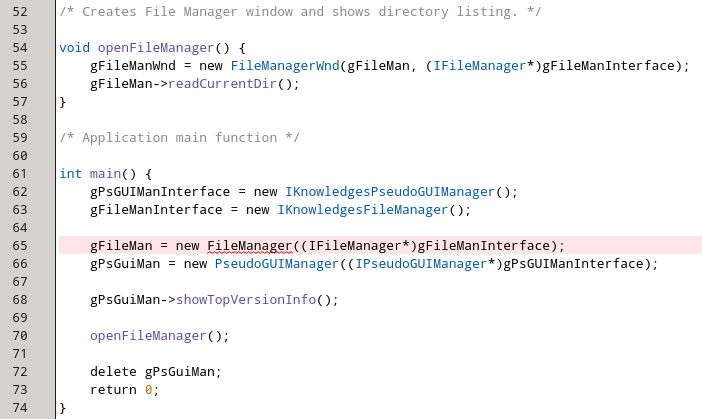 52 /* Creates File Manager window and shows directory listing. */
53
54 void openFileManager() {
55     gFileManWnd = new FileManagerWnd(gFileMan, (IFileManager*)gFileManInterface);
56     gFileMan->readCurrentDir();
57 }
58
59 /* Application main function */
60
61 int main() {
62     gPsGUIManInterface = new IKnowledgesPseudoGUIManager();
63     gFileManInterface = new IKnowledgesFileManager();
64
65     gFileMan = new FileManager((IFileManager*)gFileManInterface);
66     gPsGuiMan = new PseudoGUIManager((IPseudoGUIManager*)gPsGUIManInterface);
67
68     gPsGuiMan->showTopVersionInfo();
69
70     openFileManager();
71
72     delete gPsGuiMan;
73     return 0;
74 }